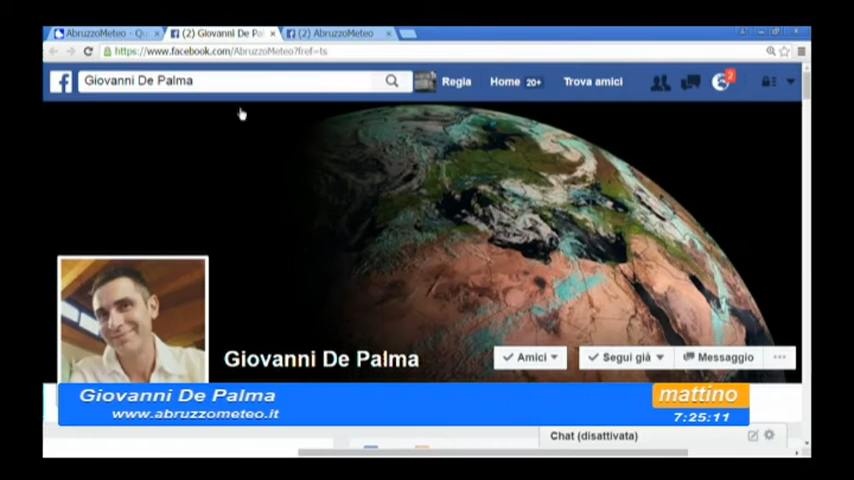 AbruzzoMeteo - Qu
(2) Giovanni De Pal
(2) AbruzzoMeteo
https://www.facebook.com/AbruzzoMeteo?fref=ts
Giovanni De Palma
Regia
Home 20+
Trova amici
2
Giovanni De Palma
Amici
Segui già
Messaggio
Giovanni De Palma
www.abruzzometeo.it
mattino
7:25:11
Chat (disattivata)